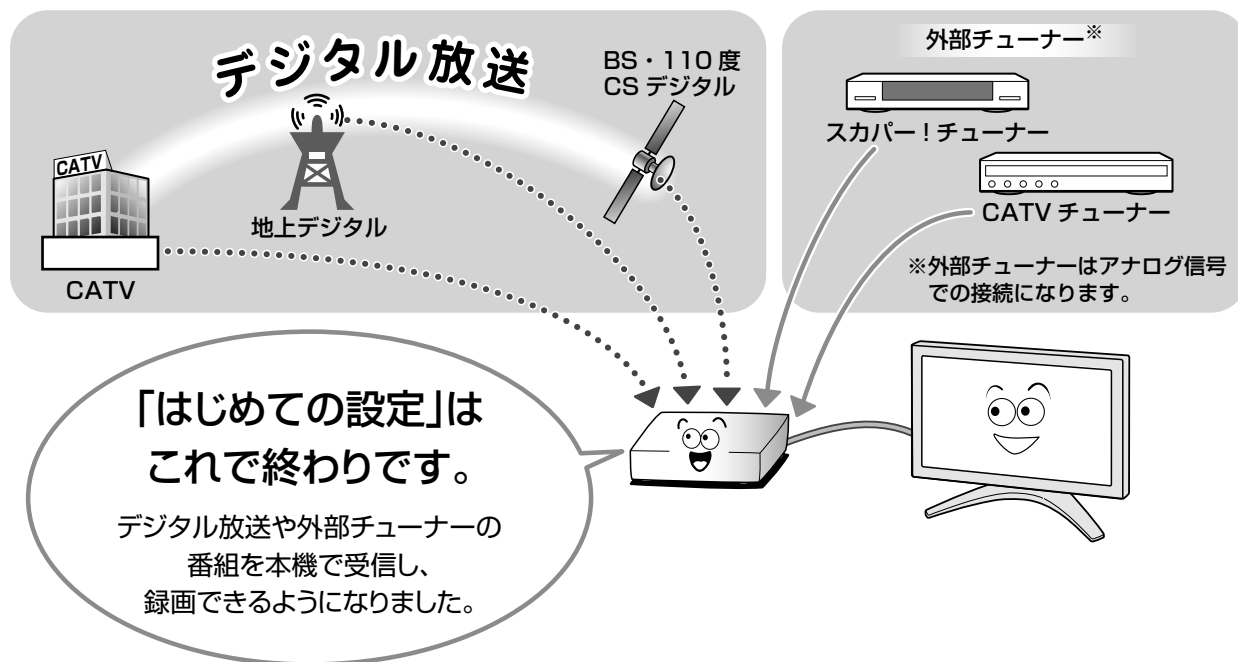 デジタル放送
BS・110度
CSデジタル
CATV
地上デジタル
CATV
外部チューナー※
スカパー!チューナー
CATVチューナー
※外部チューナーはアナログ信号
での接続になります。
「はじめての設定」は
これで終わりです。
デジタル放送や外部チューナーの
番組を本機で受信し、
録画できるようになりました。